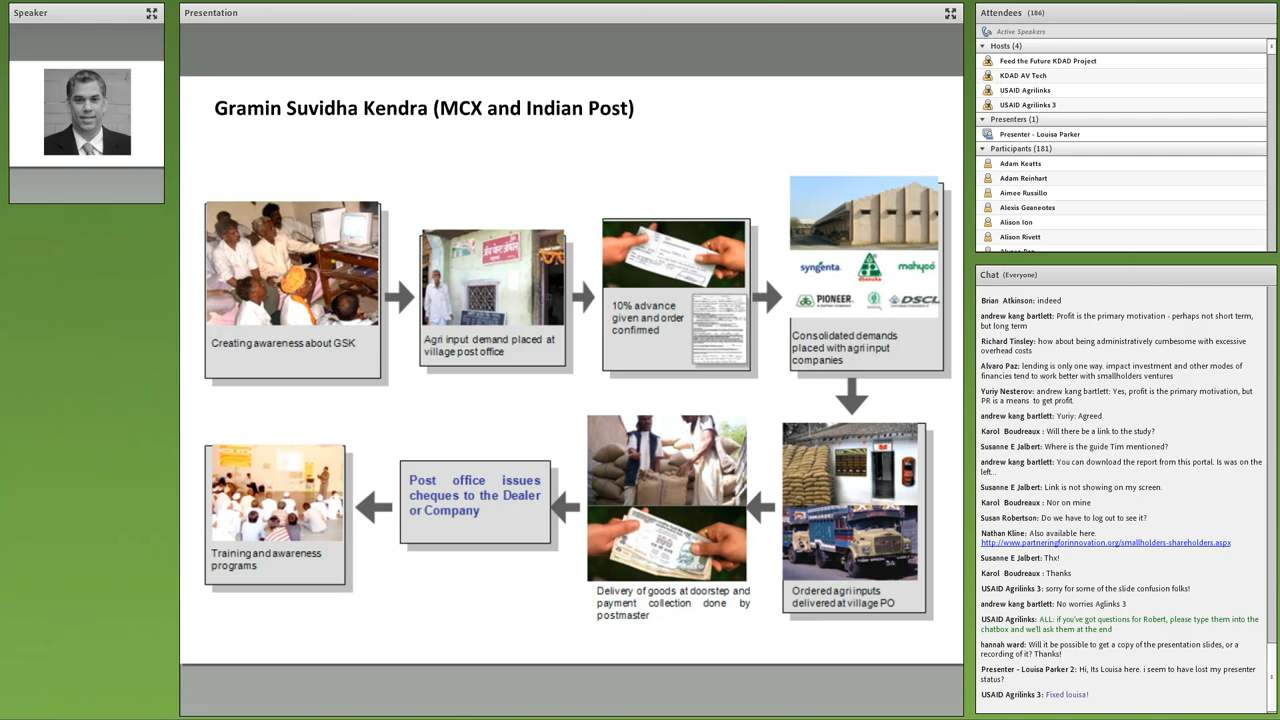 Speaker
Presentation
Gramin Suvidha Kendra (MCX and Indian Post)
Creating awareness about GSK
Agri input demand placed at
village post office
10% advance
given and order
confirmed
syngenta
dhanuka
mahyco
PIONEER
DSCL
Consolidated demands
placed with agri input
companies
Ordered agri inputs
delivered at village PO
Delivery of goods at doorstep and
payment collection done by
postmaster
Post office issues
cheques to the Dealer
or Company
Training and awareness
programs
Attendees (186)
Active Speakers
Hosts (4)
Feed the Future KDAD Project
KDAD AV Tech
USAID Agrilinks
USAID Agrilinks 3
Presenters (1)
Presenter - Louisa Parker
Participants (181)
Adam Keatts
Adam Reinhart
Aimee Russillo
Alexis Geaneotes
Alison Ion
Alison Rivett
Chat (Everyone)
Brian Atkinson: indeed
andrew kang bartlett: Profit is the primary motivation - perhaps not short term,
but long term
Richard Tinsley: how about being administratively cumbesome with excessive
overhead costs
Alvaro Paz: lending is only one way. impact investment and other modes of
financies tend to work better with smallholders ventures
Yuriy Nesterov: andrew kang bartlett: Yes, profit is the primary motivation, but
PR is a means to get profit.
andrew kang bartlett: Yuriy: Agreed
Karol Boudreaux : Will there be a link to the study?
Susanne E Jalbert: Where is the guide Tim mentioned?
andrew kang bartlett: You can download the report from this portal. Is was on the
left...
Susanne E Jalbert: Link is not showing on my screen.
Karol Boudreaux : Nor on mine
Susan Robertson: Do we have to log out to see it?
Nathan Kline: Also available here.
http://www.partneringforinnovation.org/smallholders-shareholders.aspx
Susanne E Jalbert: Thx!
Karol Boudreaux : Thanks
USAID Agrilinks 3: sorry for some of the slide confusion folks!
andrew kang bartlett: No worries Aglinks 3
USAID Agrilinks: ALL: if you've got questions for Robert, please type them into the
chatbox and we'll ask them at the end
hannah ward: Will it be possible to get a copy of the presentation slides, or a
recording of it? Thanks!
Presenter - Louisa Parker 2: Hi, Its Louisa here. i seem to have lost my presenter
status?
USAID Agrilinks 3: Fixed louisa!